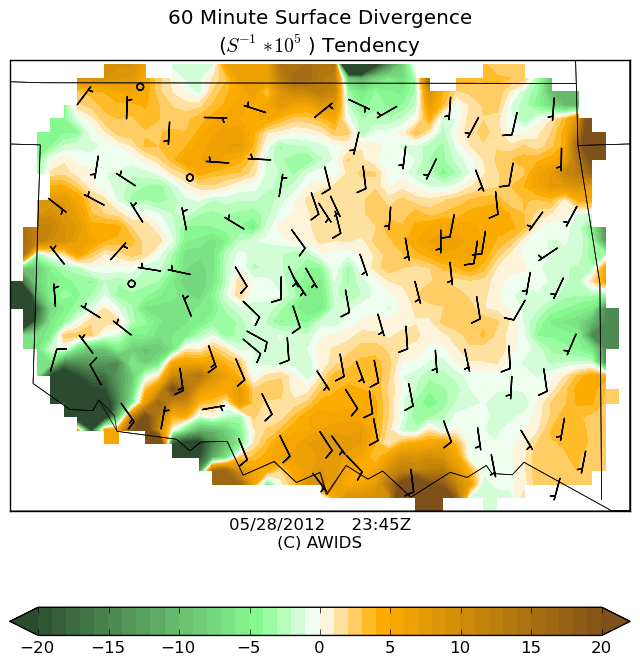 60 Minute Surface Divergence
(S⁻¹ ∗ 10⁵ ) Tendency
05/28/2012 23:45Z
(C) AWIDS
−20 −15 −10 −5 0 5 10 15 20